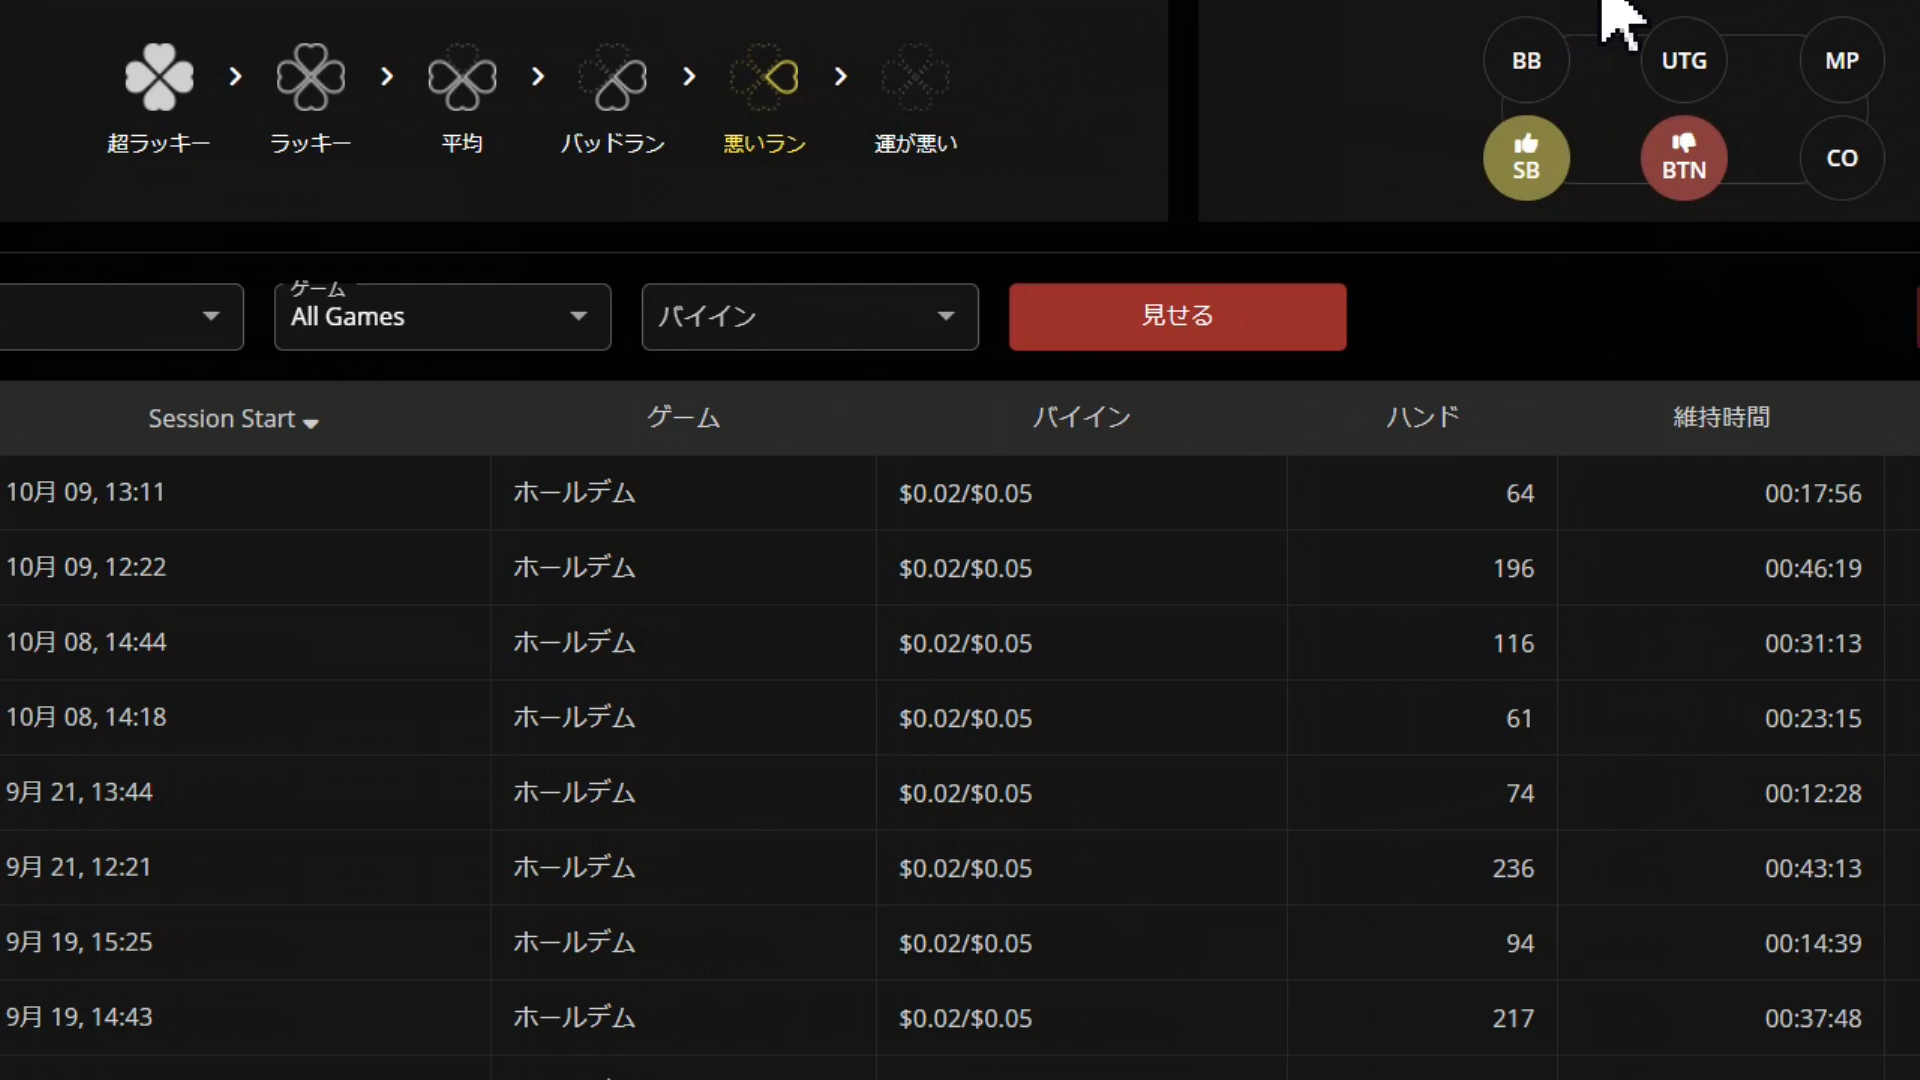 BB UTG MP
超ラッキー ラッキー 平均 バッドラン 悪いラン 運が悪い
SB BTN CO
ゲーム
All Games バイイン 見せる
Session Start ゲーム バイイン ハンド 維持時間
10月 09, 13:11 ホールデム $0.02/$0.05 64 00:17:56
10月 09, 12:22 ホールデム $0.02/$0.05 196 00:46:19
10月 08, 14:44 ホールデム $0.02/$0.05 116 00:31:13
10月 08, 14:18 ホールデム $0.02/$0.05 61 00:23:15
9月 21, 13:44 ホールデム $0.02/$0.05 74 00:12:28
9月 21, 12:21 ホールデム $0.02/$0.05 236 00:43:13
9月 19, 15:25 ホールデム $0.02/$0.05 94 00:14:39
9月 19, 14:43 ホールデム $0.02/$0.05 217 00:37:48